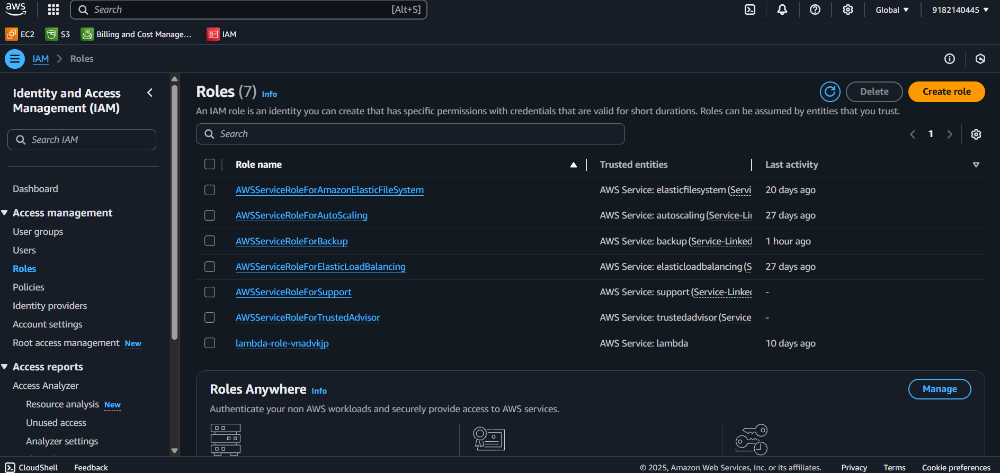 aws
Search [Alt+S]
Global
9182140445
EC2
S3
Billing and Cost Manage...
IAM
IAM > Roles
Identity and Access
Management (IAM)
Search IAM
Dashboard
Access management
User groups
Users
Roles
Policies
Identity providers
Account settings
Root access management New
Access reports
Access Analyzer
Resource analysis New
Unused access
Analyzer settings
Roles (7) Info
Delete
Create role
An IAM role is an identity you can create that has specific permissions with credentials that are valid for short durations. Roles can be assumed by entities that you trust.
Search
1
Role name Trusted entities Last activity
AWSServiceRoleForAmazonElasticFileSystem AWS Service: elasticfilesystem (Servi 20 days ago
AWSServiceRoleForAutoScaling AWS Service: autoscaling (Service-Li 27 days ago
AWSServiceRoleForBackup AWS Service: backup (Service-Linked 1 hour ago
AWSServiceRoleForElasticLoadBalancing AWS Service: elasticloadbalancing (S 27 days ago
AWSServiceRoleForSupport AWS Service: support (Service-Linked -
AWSServiceRoleForTrustedAdvisor AWS Service: trustedadvisor (Service -
lambda-role-vnadvkjp AWS Service: lambda 10 days ago
Roles Anywhere Info
Manage
Authenticate your non AWS workloads and securely provide access to AWS services.
CloudShell
Feedback
© 2025, Amazon Web Services, Inc. or its affiliates.
Privacy
Terms
Cookie preferences